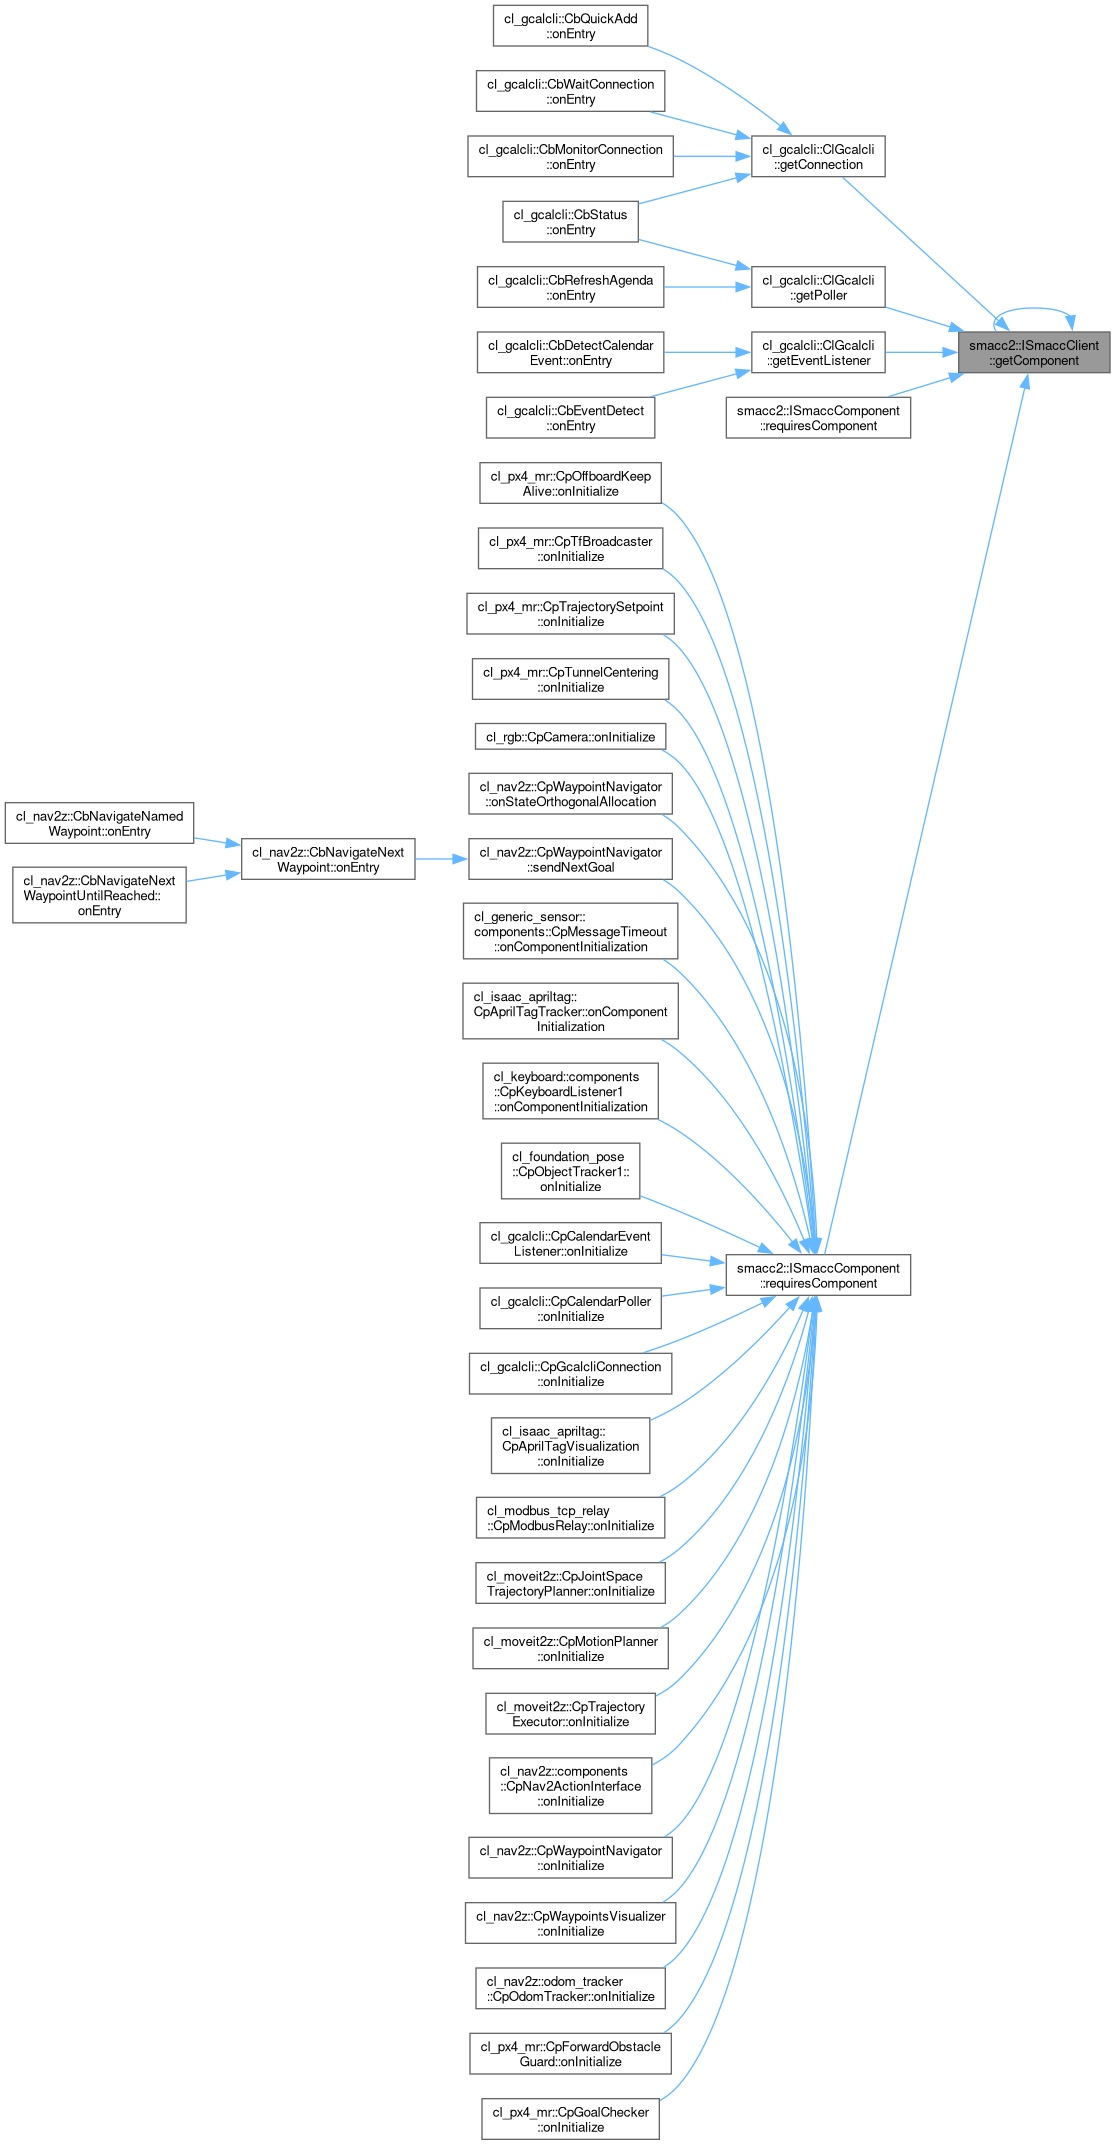 cl_gcalcli::CbQuickAdd
::onEntry
cl_gcalcli::CbWaitConnection
::onEntry
cl_gcalcli::CbMonitorConnection
::onEntry
cl_gcalcli::ClGcalcli
::getConnection
cl_gcalcli::CbStatus
::onEntry
cl_gcalcli::CbRefreshAgenda
::onEntry
cl_gcalcli::ClGcalcli
::getPoller
cl_gcalcli::CbDetectCalendar
Event::onEntry
cl_gcalcli::ClGcalcli
::getEventListener
smacc2::ISmaccClient
::getComponent
cl_gcalcli::CbEventDetect
::onEntry
smacc2::ISmaccComponent
::requiresComponent
cl_px4_mr::CpOffboardKeep
Alive::onInitialize
cl_px4_mr::CpTfBroadcaster
::onInitialize
cl_px4_mr::CpTrajectorySetpoint
::onInitialize
cl_px4_mr::CpTunnelCentering
::onInitialize
cl_rgb::CpCamera::onInitialize
cl_nav2z::CpWaypointNavigator
::onStateOrthogonalAllocation
cl_nav2z::CbNavigateNamed
Waypoint::onEntry
cl_nav2z::CbNavigateNext
WaypointUntilReached::
onEntry
cl_nav2z::CbNavigateNext
Waypoint::onEntry
cl_nav2z::CpWaypointNavigator
::sendNextGoal
cl_generic_sensor::
components::CpMessageTimeout
::onComponentInitialization
cl_isaac_apriltag::
CpAprilTagTracker::onComponent
Initialization
cl_keyboard::components
::CpKeyboardListener1
::onComponentInitialization
cl_foundation_pose
::CpObjectTracker1::
onInitialize
cl_gcalcli::CpCalendarEvent
Listener::onInitialize
smacc2::ISmaccComponent
::requiresComponent
cl_gcalcli::CpCalendarPoller
::onInitialize
cl_gcalcli::CpGcalcliConnection
::onInitialize
cl_isaac_apriltag::
CpAprilTagVisualization
::onInitialize
cl_modbus_tcp_relay
::CpModbusRelay::onInitialize
cl_moveit2z::CpJointSpace
TrajectoryPlanner::onInitialize
cl_moveit2z::CpMotionPlanner
::onInitialize
cl_moveit2z::CpTrajectory
Executor::onInitialize
cl_nav2z::components
::CpNav2ActionInterface
::onInitialize
cl_nav2z::CpWaypointNavigator
::onInitialize
cl_nav2z::CpWaypointsVisualizer
::onInitialize
cl_nav2z::odom_tracker
::CpOdomTracker::onInitialize
cl_px4_mr::CpForwardObstacle
Guard::onInitialize
cl_px4_mr::CpGoalChecker
::onInitialize